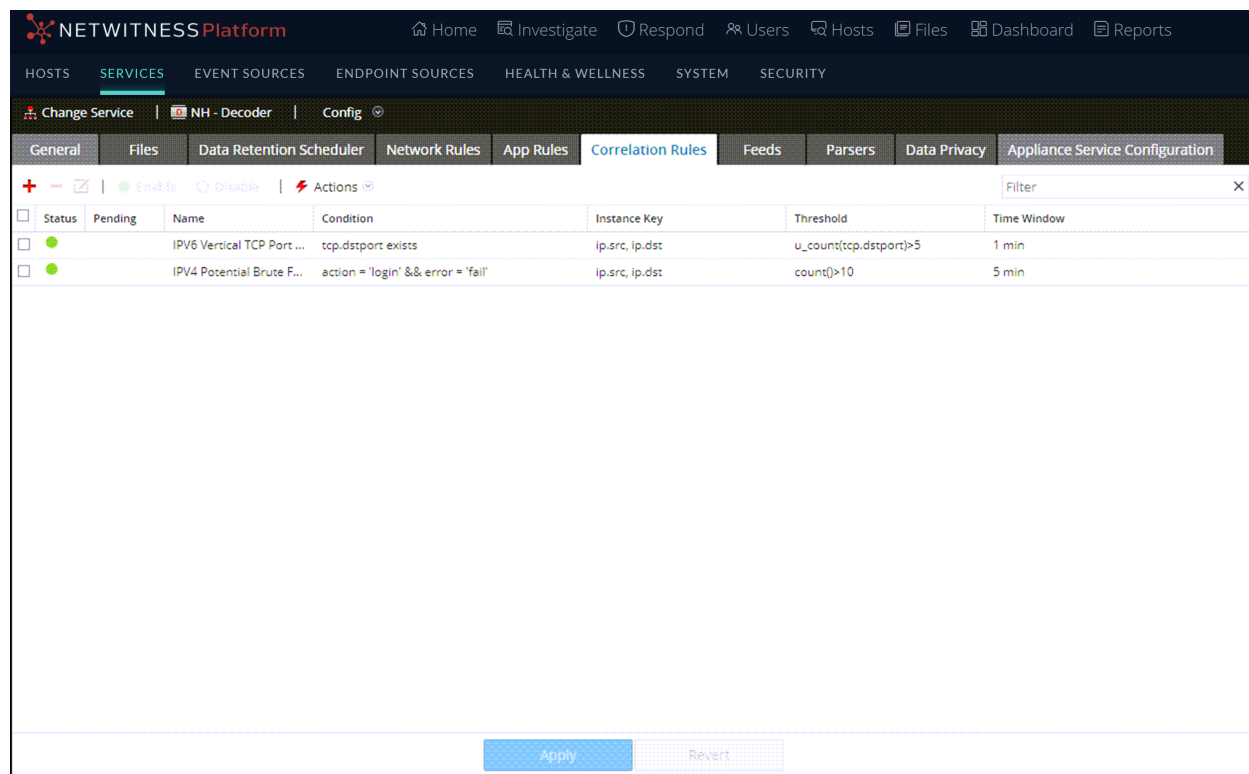 NETWITNESS Platform Home Investigate Respond Users Hosts Files Dashboard Reports
HOSTS SERVICES EVENT SOURCES ENDPOINT SOURCES HEALTH & WELLNESS SYSTEM SECURITY
Change Service | D NH - Decoder | Config
General Files Data Retention Scheduler Network Rules App Rules Correlation Rules Feeds Parsers Data Privacy Appliance Service Configuration
Enable Disable | Actions Filter
Status Pending Name Condition Instance Key Threshold Time Window
IPV6 Vertical TCP Port ... tcp.dstport exists ip.src, ip.dst u_count(tcp.dstport)>5 1 min
IPV4 Potential Brute F... action = 'login' && error = 'fail' ip.src, ip.dst count()>10 5 min
Apply Revert